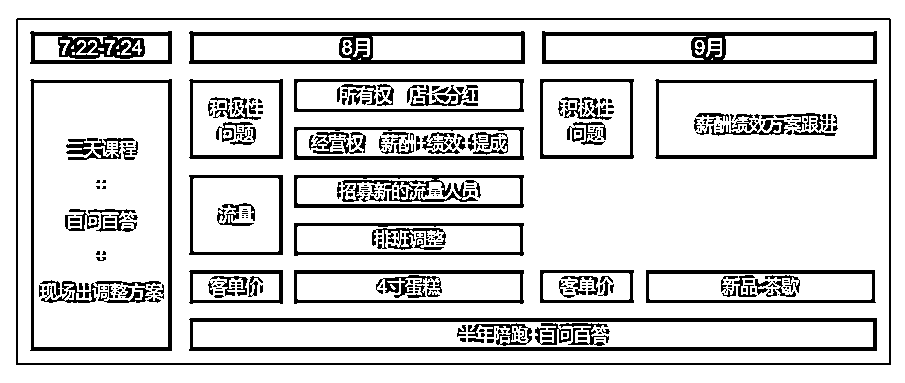 7.22-7.24
8月
9月
三天课程
+
百问百答
+
现场出调整方案
积极性
问题
所有权 店长分红
经营权 薪酬+绩效+提成
流量
招募新的流量人员
排班调整
客单价
4寸蛋糕
积极性
问题
薪酬绩效方案跟进
客单价
新品-茶歇
半年陪跑 百问百答